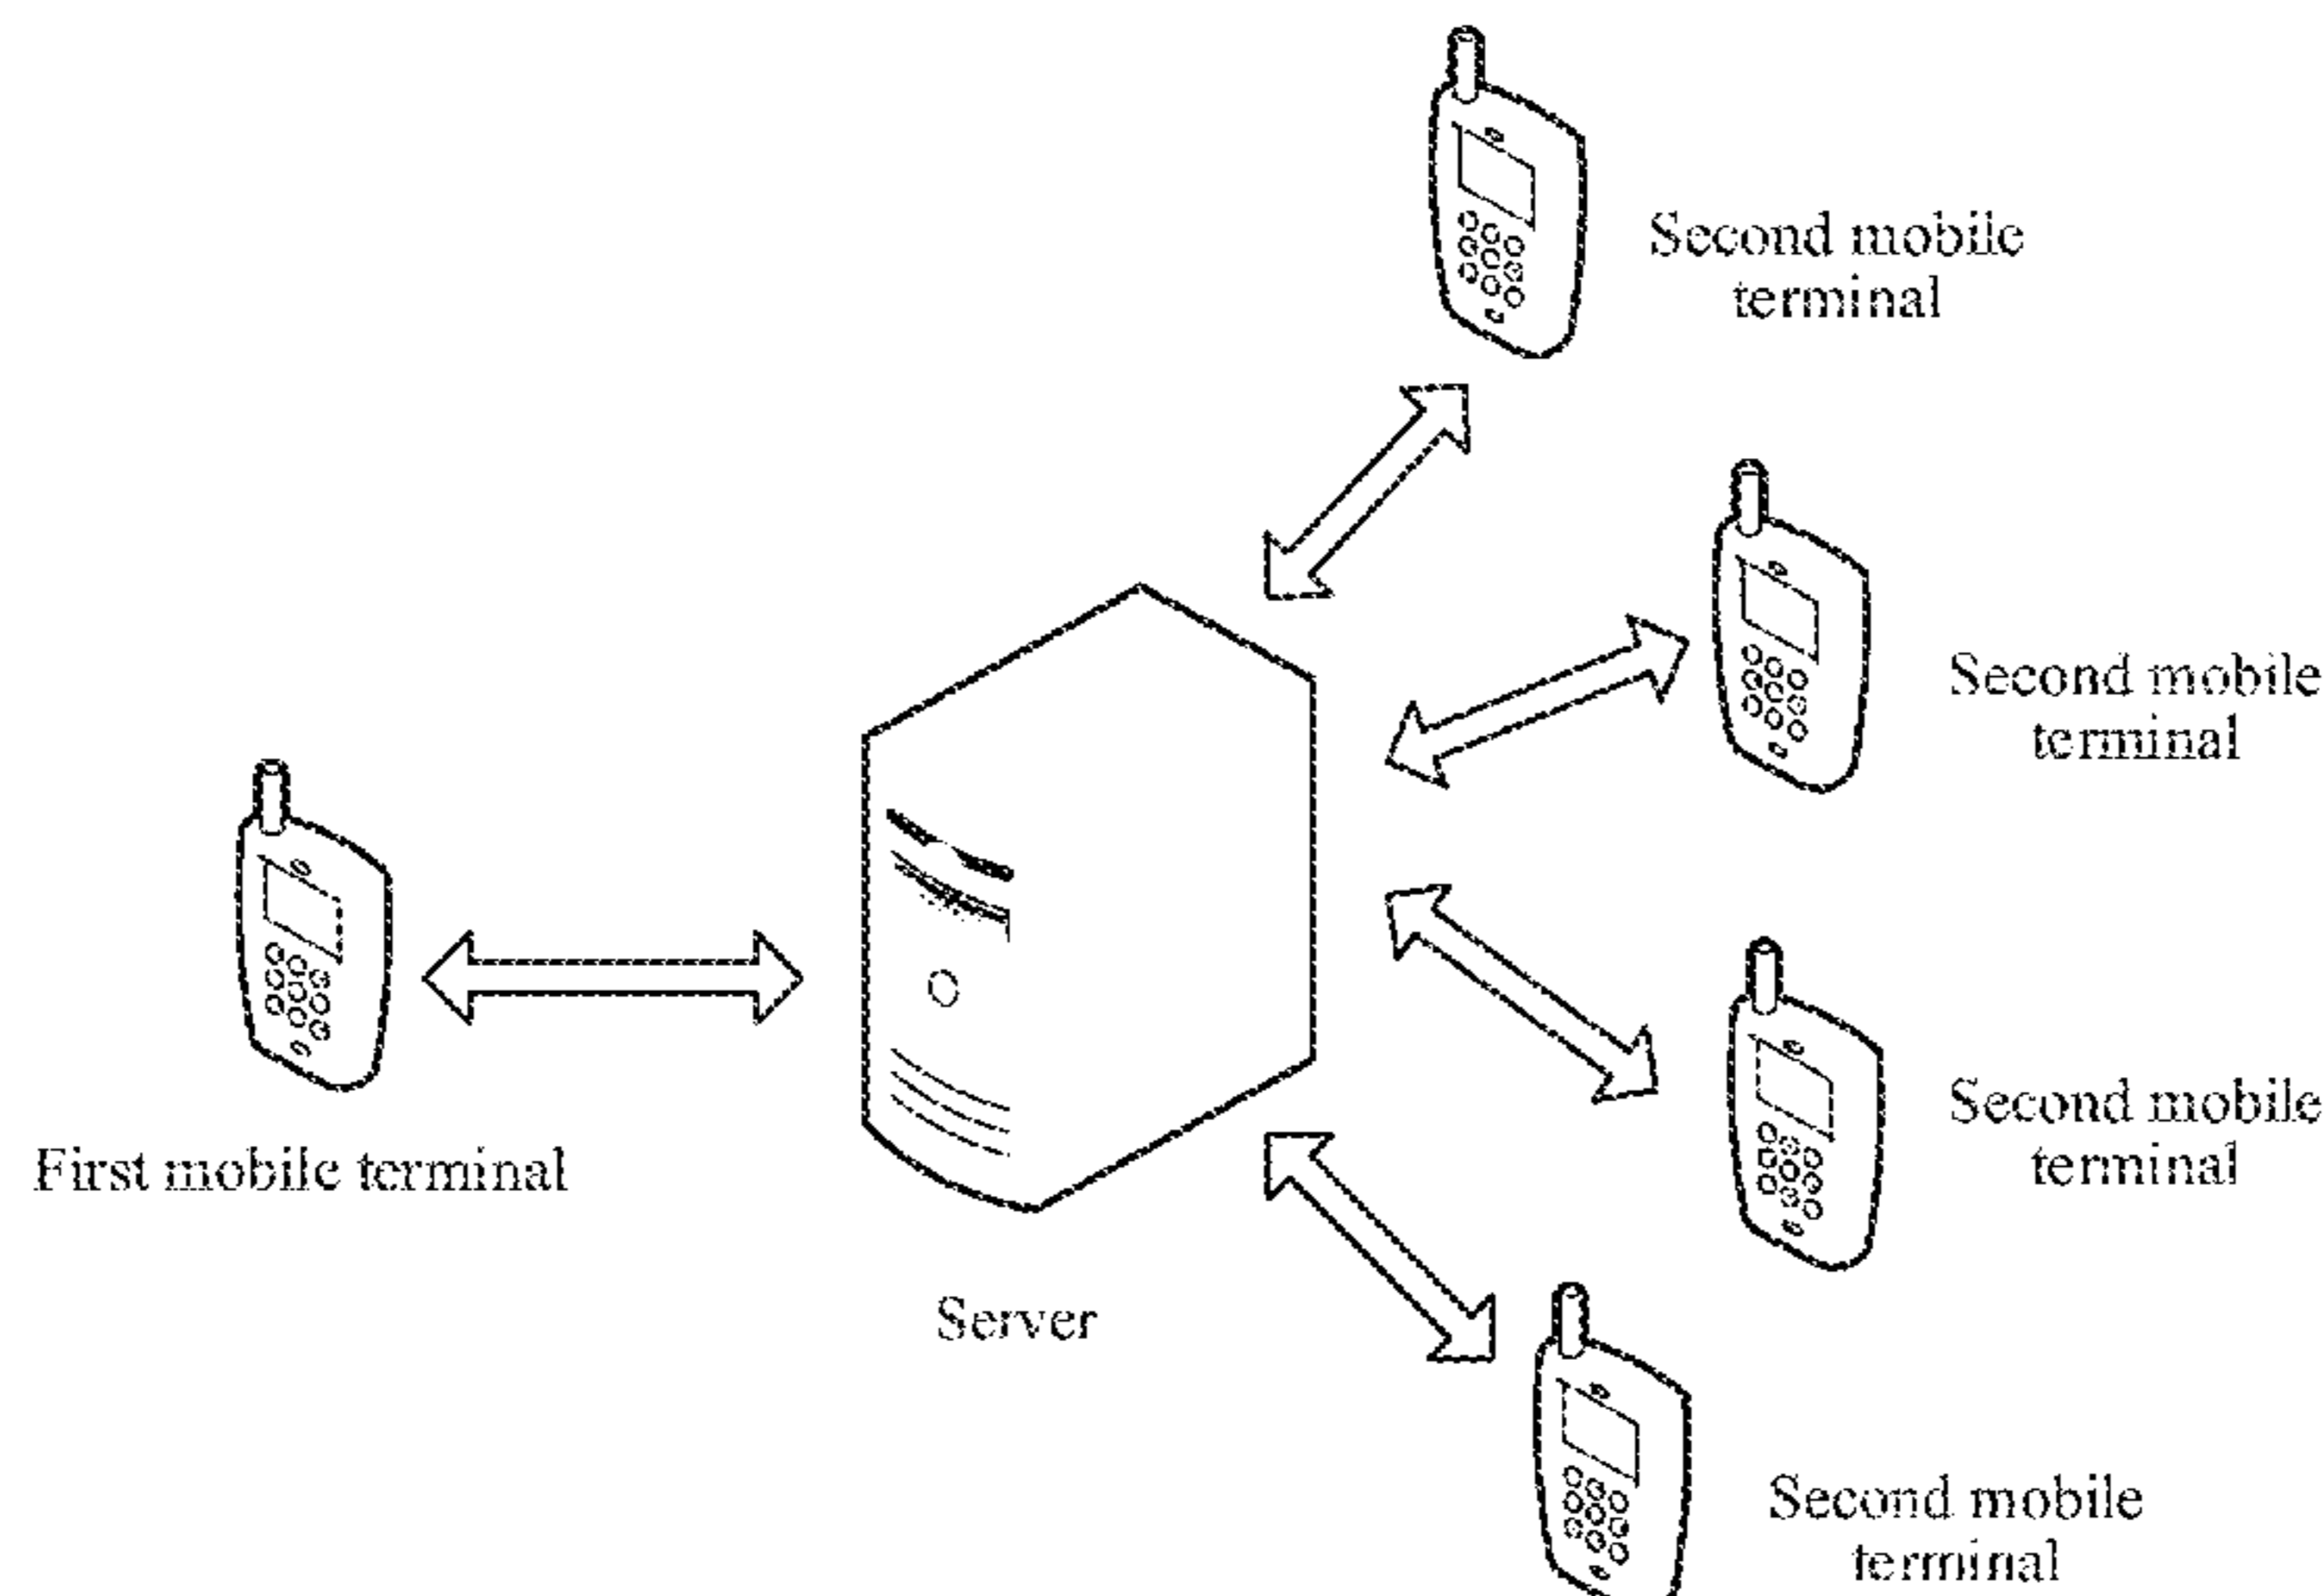 Second mobile
terminal
Second mobile
terminal
First mobile terminal
Second mobile
terminal
Server
Second mobile
terminal